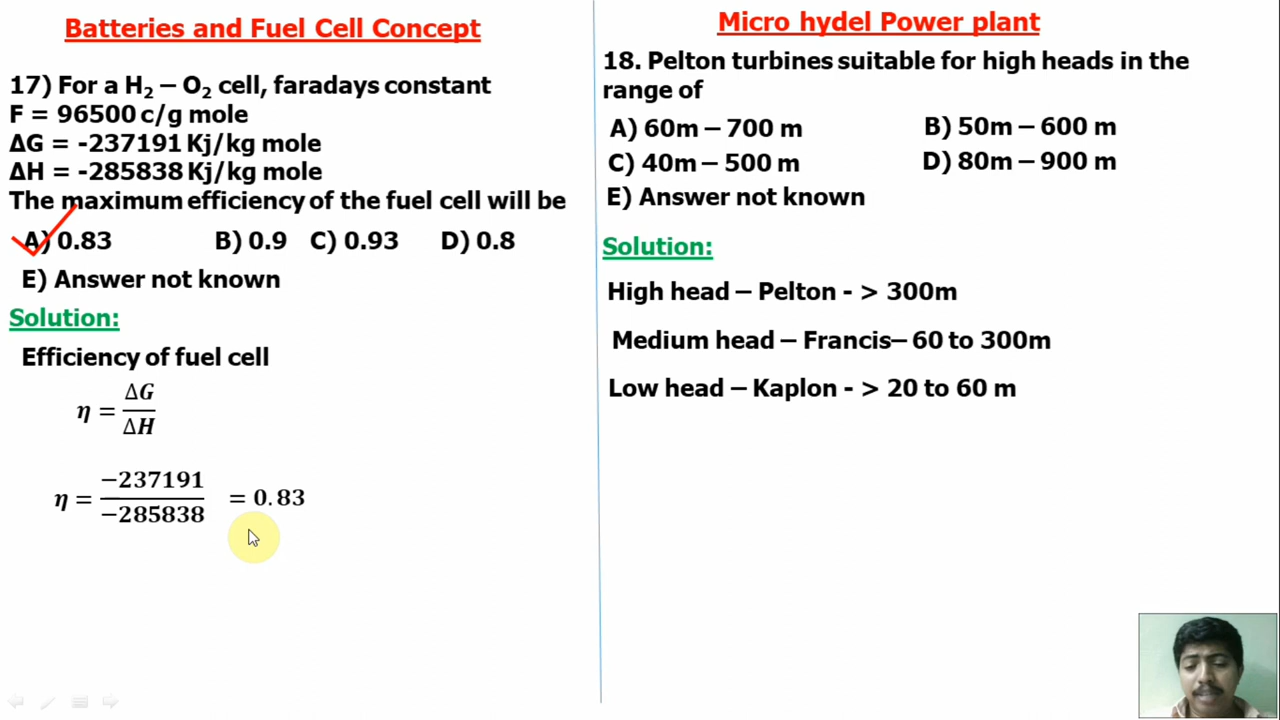 Batteries and Fuel Cell Concept
17) For a H₂ – O₂ cell, faradays constant
F = 96500 c/g mole
ΔG = -237191 Kj/kg mole
ΔH = -285838 Kj/kg mole
The maximum efficiency of the fuel cell will be
A) 0.83 B) 0.9 C) 0.93 D) 0.8
E) Answer not known
Solution:
Efficiency of fuel cell
η = ΔG / ΔH
η = −237191 / −285838 = 0.83
Micro hydel Power plant
18. Pelton turbines suitable for high heads in the
range of
A) 60m – 700 m B) 50m – 600 m
C) 40m – 500 m D) 80m – 900 m
E) Answer not known
Solution:
High head – Pelton - > 300m
Medium head – Francis– 60 to 300m
Low head – Kaplon - > 20 to 60 m